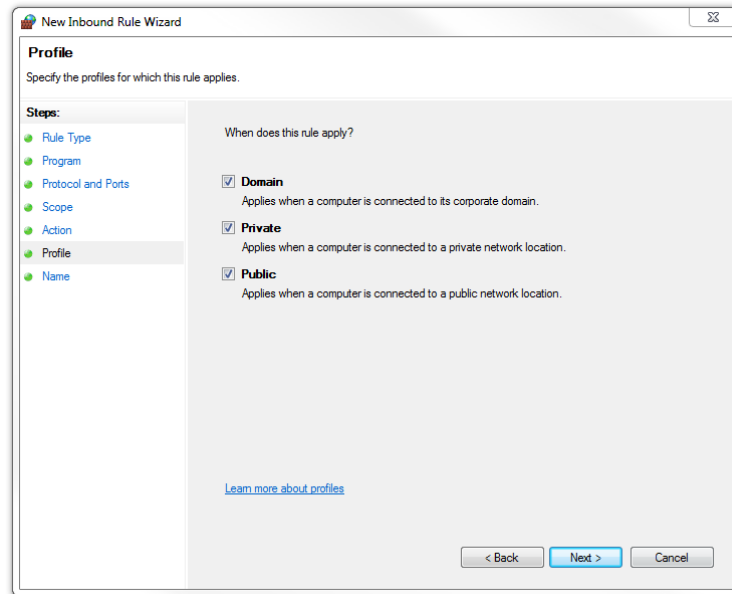 New Inbound Rule Wizard
Profile
Specify the profiles for which this rule applies.
Steps:
Rule Type
Program
Protocol and Ports
Scope
Action
Profile
Name
When does this rule apply?
Domain
Applies when a computer is connected to its corporate domain.
Private
Applies when a computer is connected to a private network location.
Public
Applies when a computer is connected to a public network location.
Learn more about profiles
< Back
Next >
Cancel